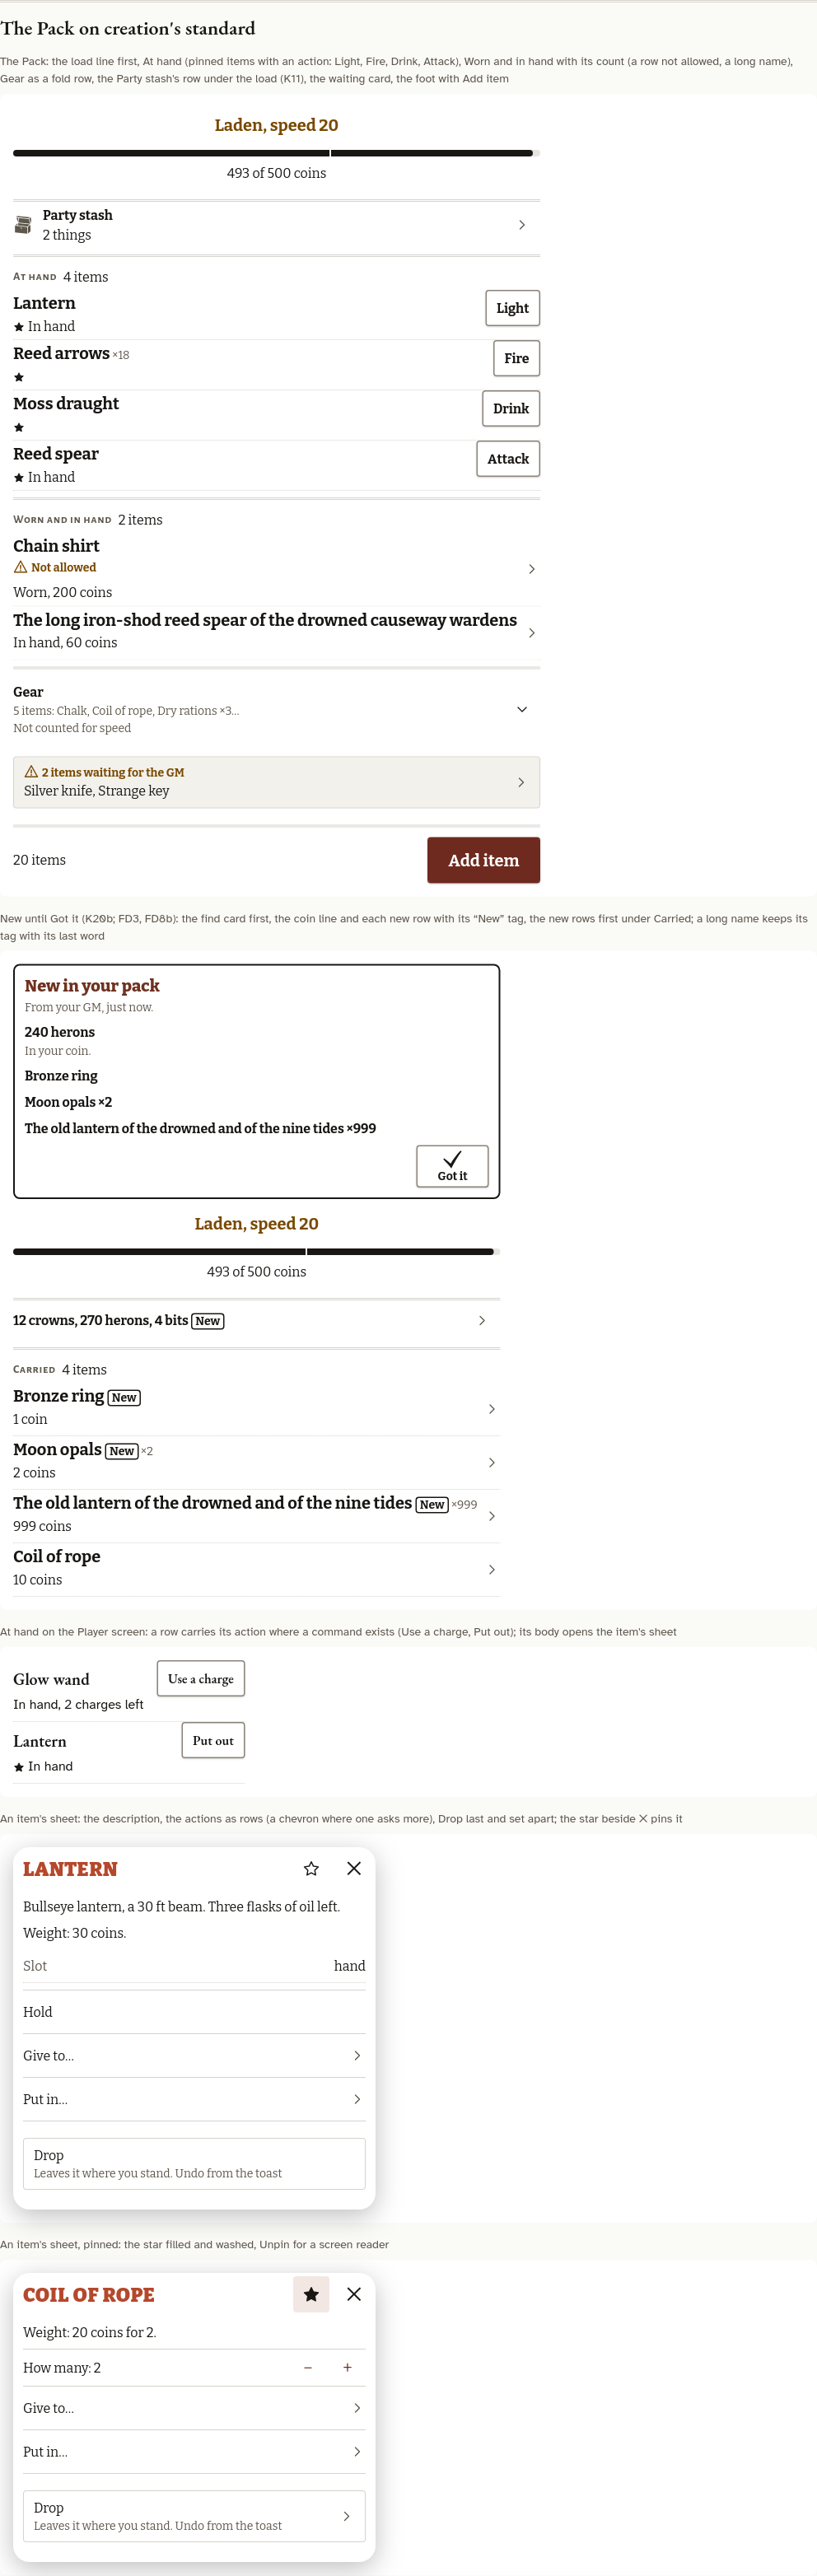 The Pack on creation's standard
The Pack: the load line first, At hand (pinned items with an action: Light, Fire, Drink, Attack), Worn and in hand with its count (a row not allowed, a long name),
Gear as a fold row, the Party stash's row under the load (K11), the waiting card, the foot with Add item
Laden, speed 20
493 of 500 coins
Party stash
2 things
At hand 4 items
Lantern
★ In hand
Light
Reed arrows ×18
★
Fire
Moss draught
★
Drink
Reed spear
★ In hand
Attack
Worn and in hand 2 items
Chain shirt
Not allowed
Worn, 200 coins
The long iron-shod reed spear of the drowned causeway wardens
In hand, 60 coins
Gear
5 items: Chalk, Coil of rope, Dry rations ×3...
Not counted for speed
2 items waiting for the GM
Silver knife, Strange key
20 items
Add item
New until Got it (K20b; FD3, FD8b): the find card first, the coin line and each new row with its “New” tag, the new rows first under Carried; a long name keeps its
tag with its last word
New in your pack
From your GM, just now.
240 herons
In your coin.
Bronze ring
Moon opals ×2
The old lantern of the drowned and of the nine tides ×999
Got it
Laden, speed 20
493 of 500 coins
12 crowns, 270 herons, 4 bits New
Carried 4 items
Bronze ring New
1 coin
Moon opals New ×2
2 coins
The old lantern of the drowned and of the nine tides New ×999
999 coins
Coil of rope
10 coins
At hand on the Player screen: a row carries its action where a command exists (Use a charge, Put out); its body opens the item's sheet
Glow wand
In hand, 2 charges left
Use a charge
Lantern
★ In hand
Put out
An item's sheet: the description, the actions as rows (a chevron where one asks more), Drop last and set apart; the star beside ✕ pins it
LANTERN
Bullseye lantern, a 30 ft beam. Three flasks of oil left.
Weight: 30 coins.
Slot hand
Hold
Give to...
Put in...
Drop
Leaves it where you stand. Undo from the toast
An item's sheet, pinned: the star filled and washed, Unpin for a screen reader
COIL OF ROPE
Weight: 20 coins for 2.
How many: 2 − +
Give to...
Put in...
Drop
Leaves it where you stand. Undo from the toast